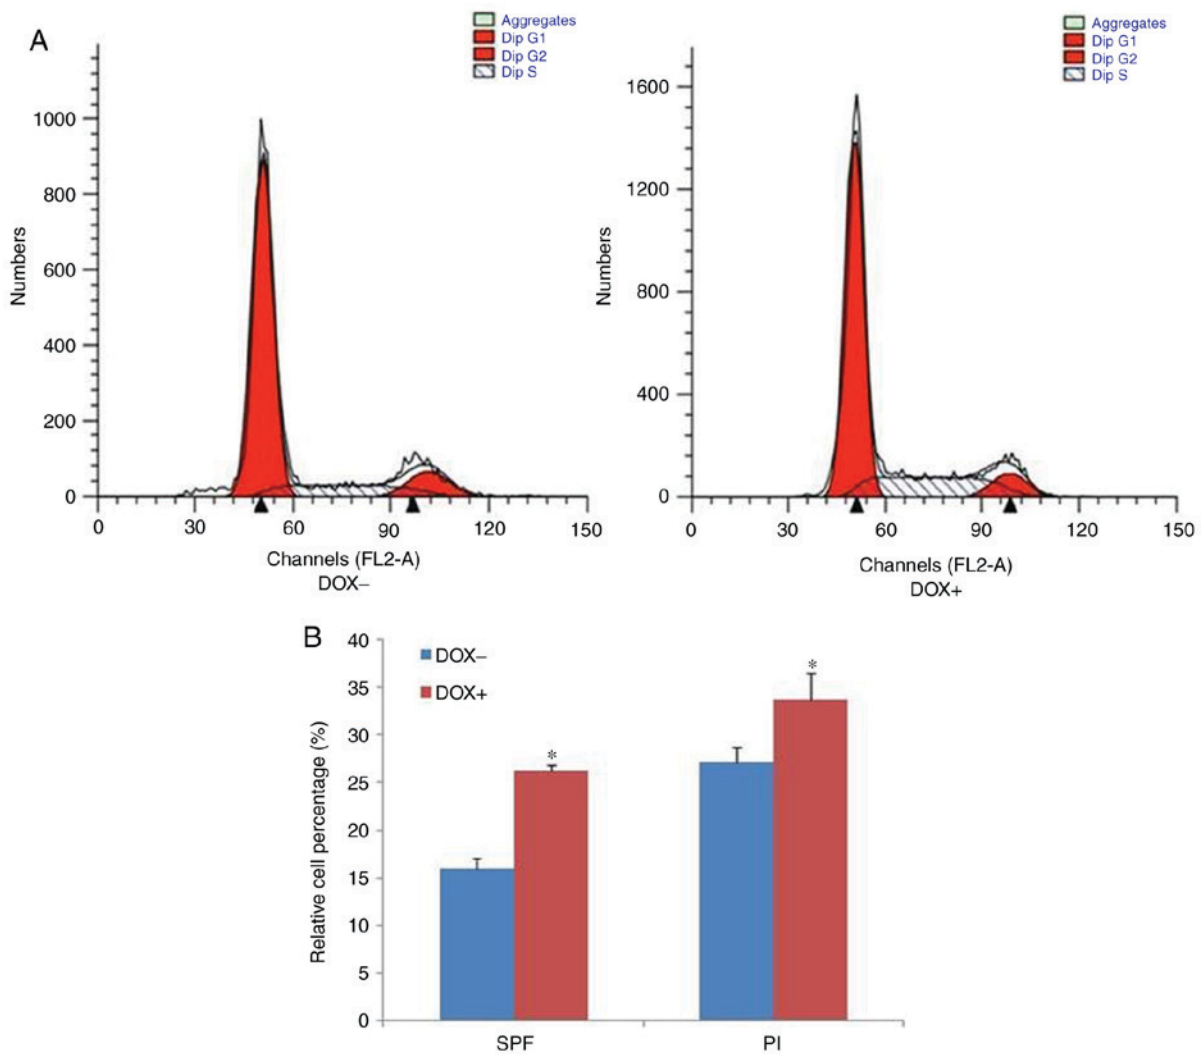 A
Aggregates
Dip G1
Dip G2
Dip S
1000
800
600
400
200
0
Numbers
0 30 60 90 120 150
Channels (FL2-A)
DOX–
Aggregates
Dip G1
Dip G2
Dip S
1600
1200
800
400
0
Numbers
0 30 60 90 120 150
Channels (FL2-A)
DOX+
B
40
35
30
25
20
15
10
5
0
Relative cell percentage (%)
DOX–
DOX+
*
*
SPF PI